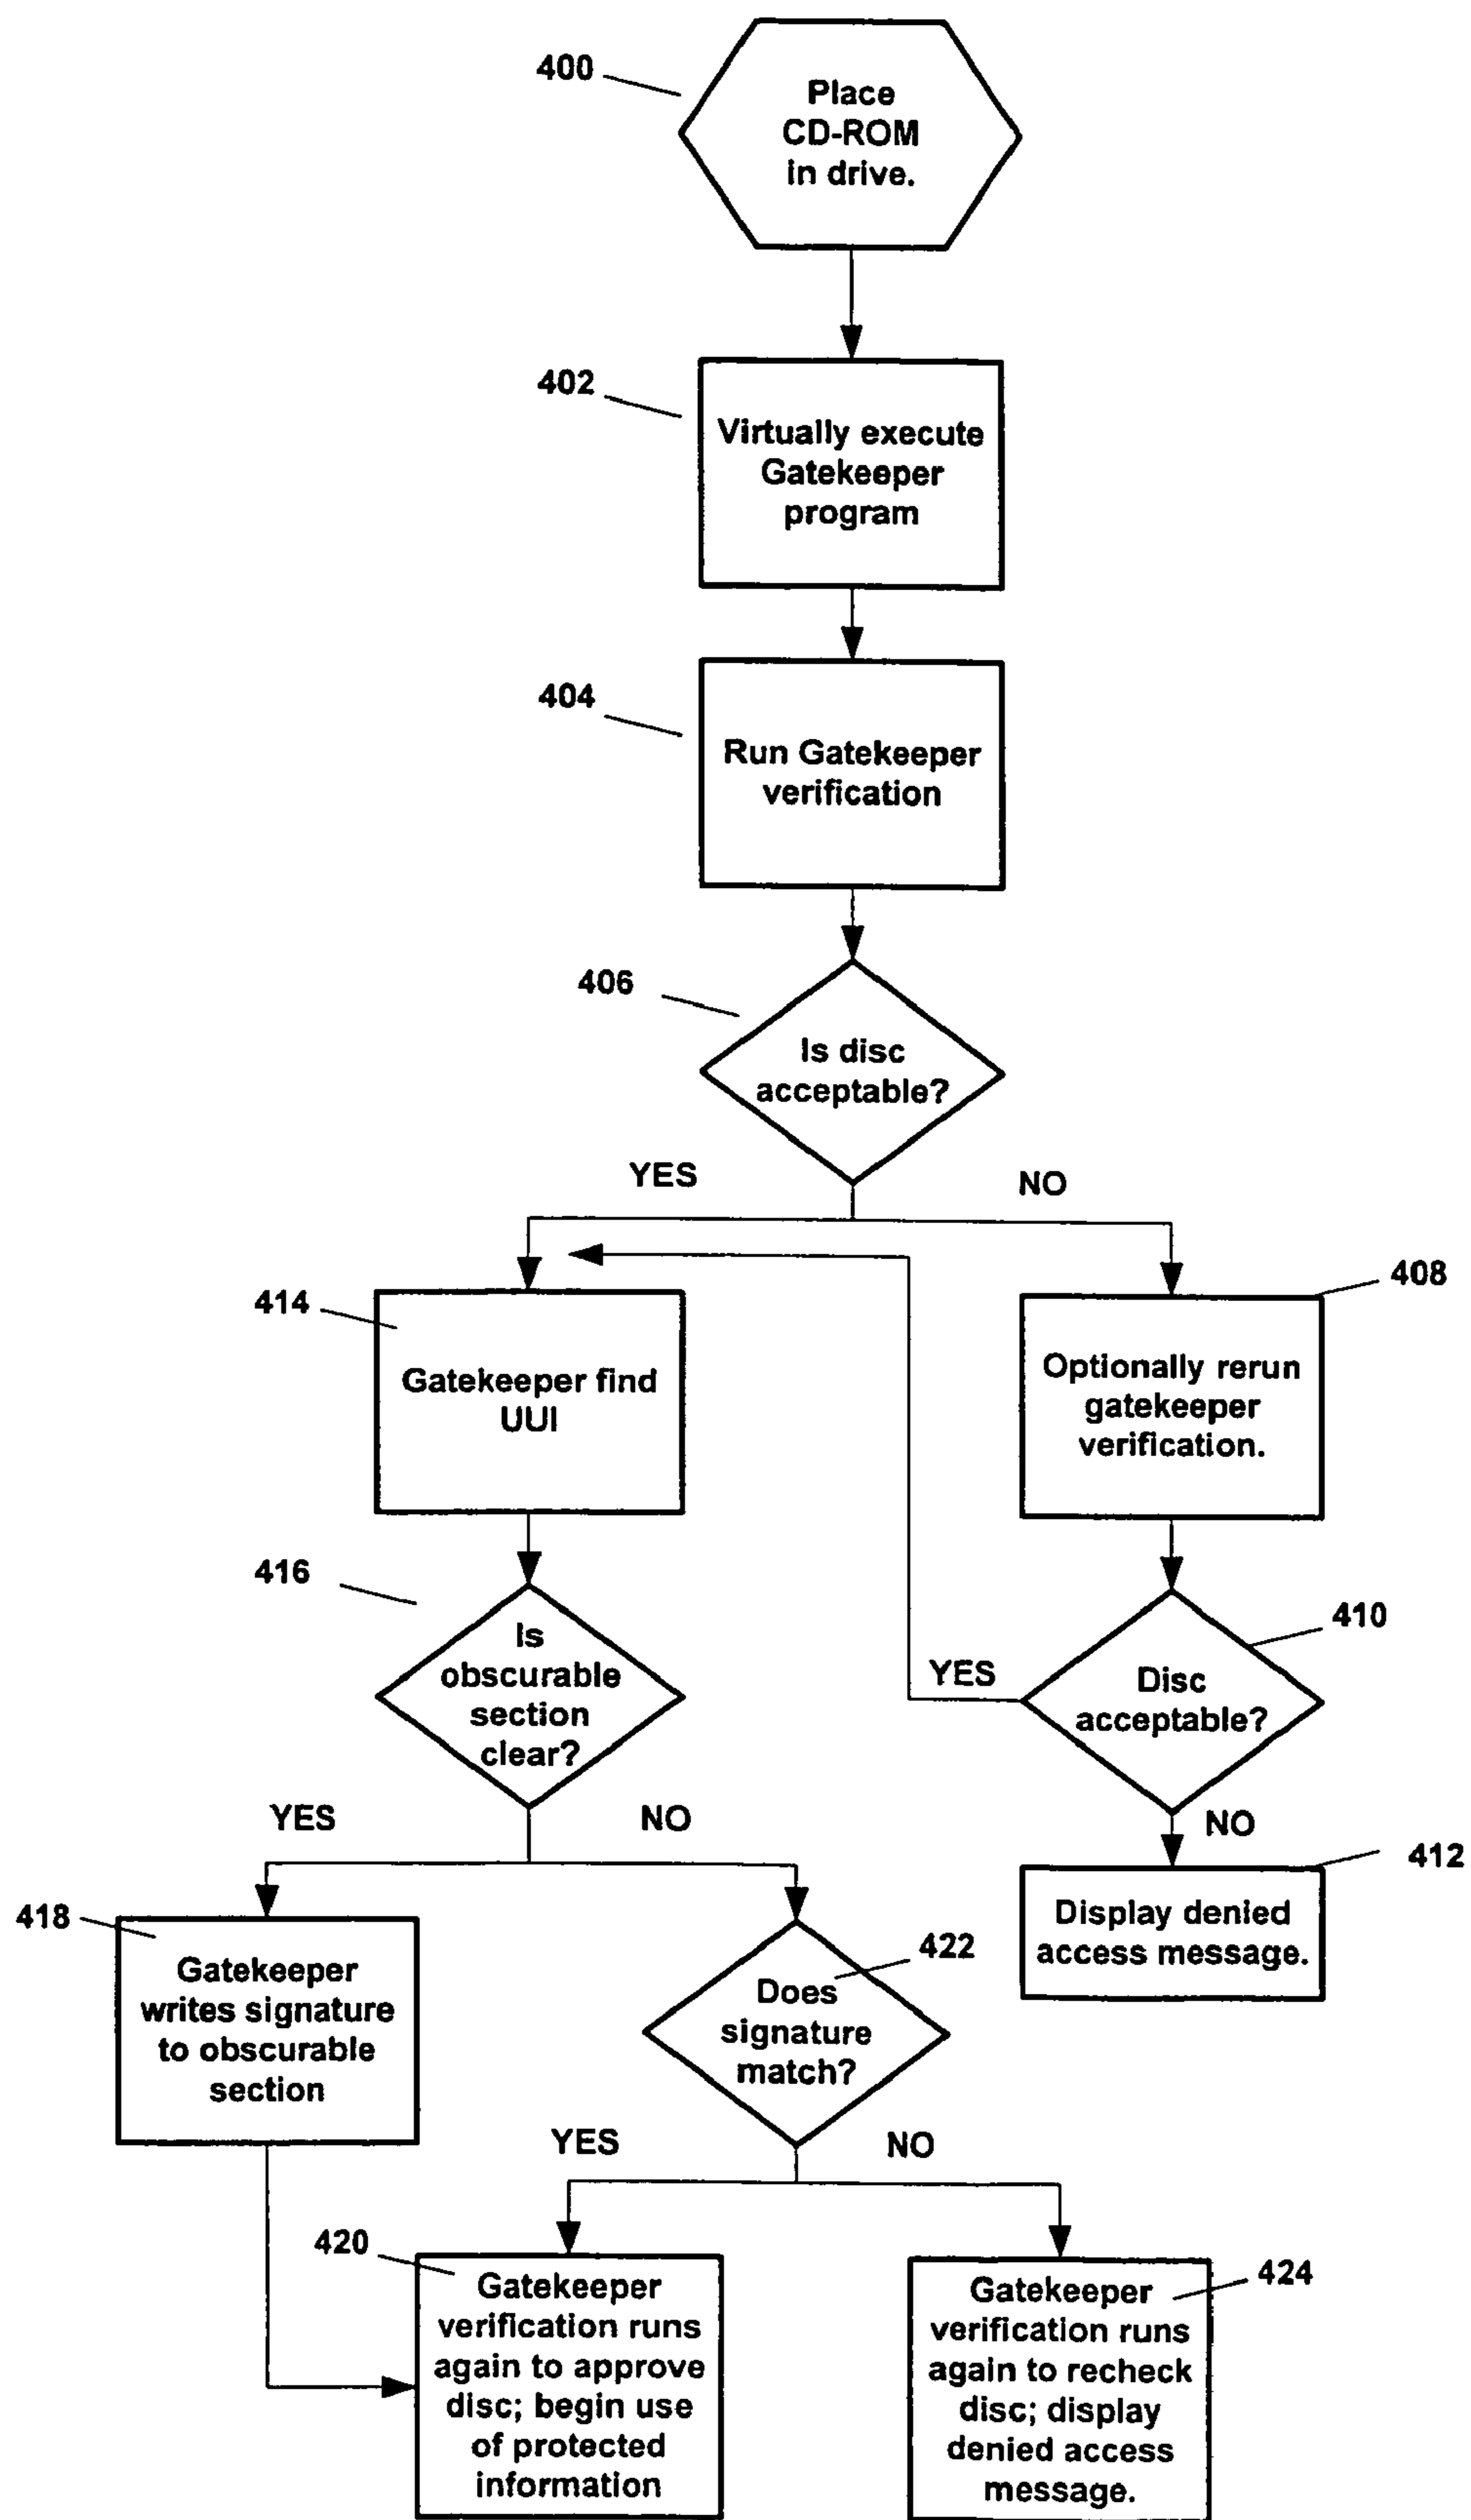 400
Place
CD-ROM
in drive.
402
Virtually execute
Gatekeeper
program
404
Run Gatekeeper
verification
406
Is disc
acceptable?
YES
NO
408
414
Gatekeeper find
UUI
Optionally rerun
gatekeeper
verification.
416
Is
obscurable
section
clear?
410
YES
Disc
acceptable?
YES
NO
NO
412
Display denied
access message.
418
Gatekeeper
writes signature
to obscurable
section
422
Does
signature
match?
YES
NO
420
Gatekeeper
verification runs
again to approve
disc; begin use
of protected
information
424
Gatekeeper
verification runs
again to recheck
disc; display
denied access
message.